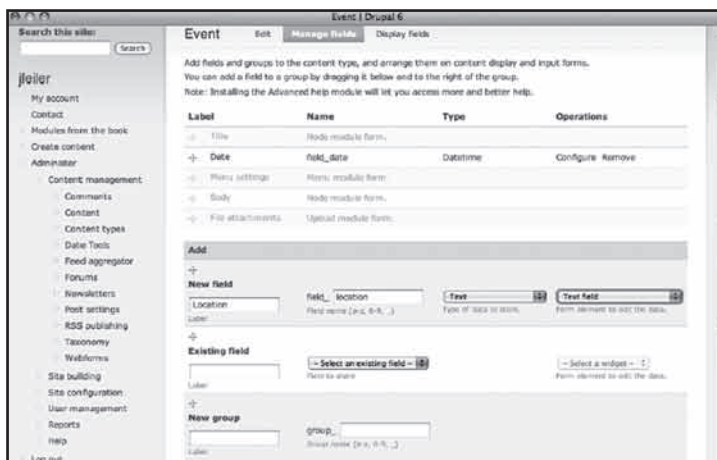 Event | Drupal 6
Search this site:
Search
jfeiler
My account
Contact
Modules from the book
Create content
Administer
Content management
Comments
Content
Content types
Date Tools
Feed aggregator
Forums
Newsletters
Post settings
RSS publishing
Taxonomy
Webforms
Site building
Site configuration
User management
Reports
Help
Log out
Event Edit Manage fields Display fields
Add fields and groups to the content type, and arrange them on content display and input forms.
You can add a field to a group by dragging it below and to the right of the group.
Note: Installing the Advanced help module will let you access more and better help.
Label Name Type Operations
Title Node module form.
Date field_date Datetime Configure Remove
Menu settings Menu module form.
Body Node module form.
File attachments Upload module form.
Add
New field
Location field_ location Text Text field
Label Field name (a-z, 0-9, _) Type of data to store. Form element to edit the data.
Existing field
- Select an existing field - - Select a widget -
Label Field to share Form element to edit the data.
New group
group_
Label Group name (a-z, 0-9, _)